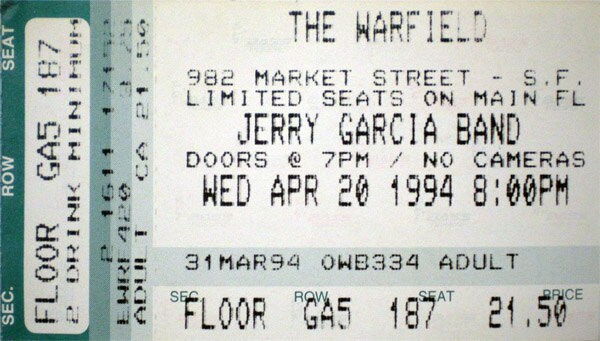 THE WARFIELD
982 MARKET STREET - S.F.
LIMITED SEATS ON MAIN FL
JERRY GARCIA BAND
DOORS @ 7PM / NO CAMERAS
WED APR 20 1994 8:00PM
31MAR94 OWB334 ADULT
SEC. ROW SEAT PRICE
FLOOR GA5 187 21.50
SEC. ROW SEAT
FLOOR GA5 187
2 DRINK MINIMUM
EWRF420
ADULT CA 21.50